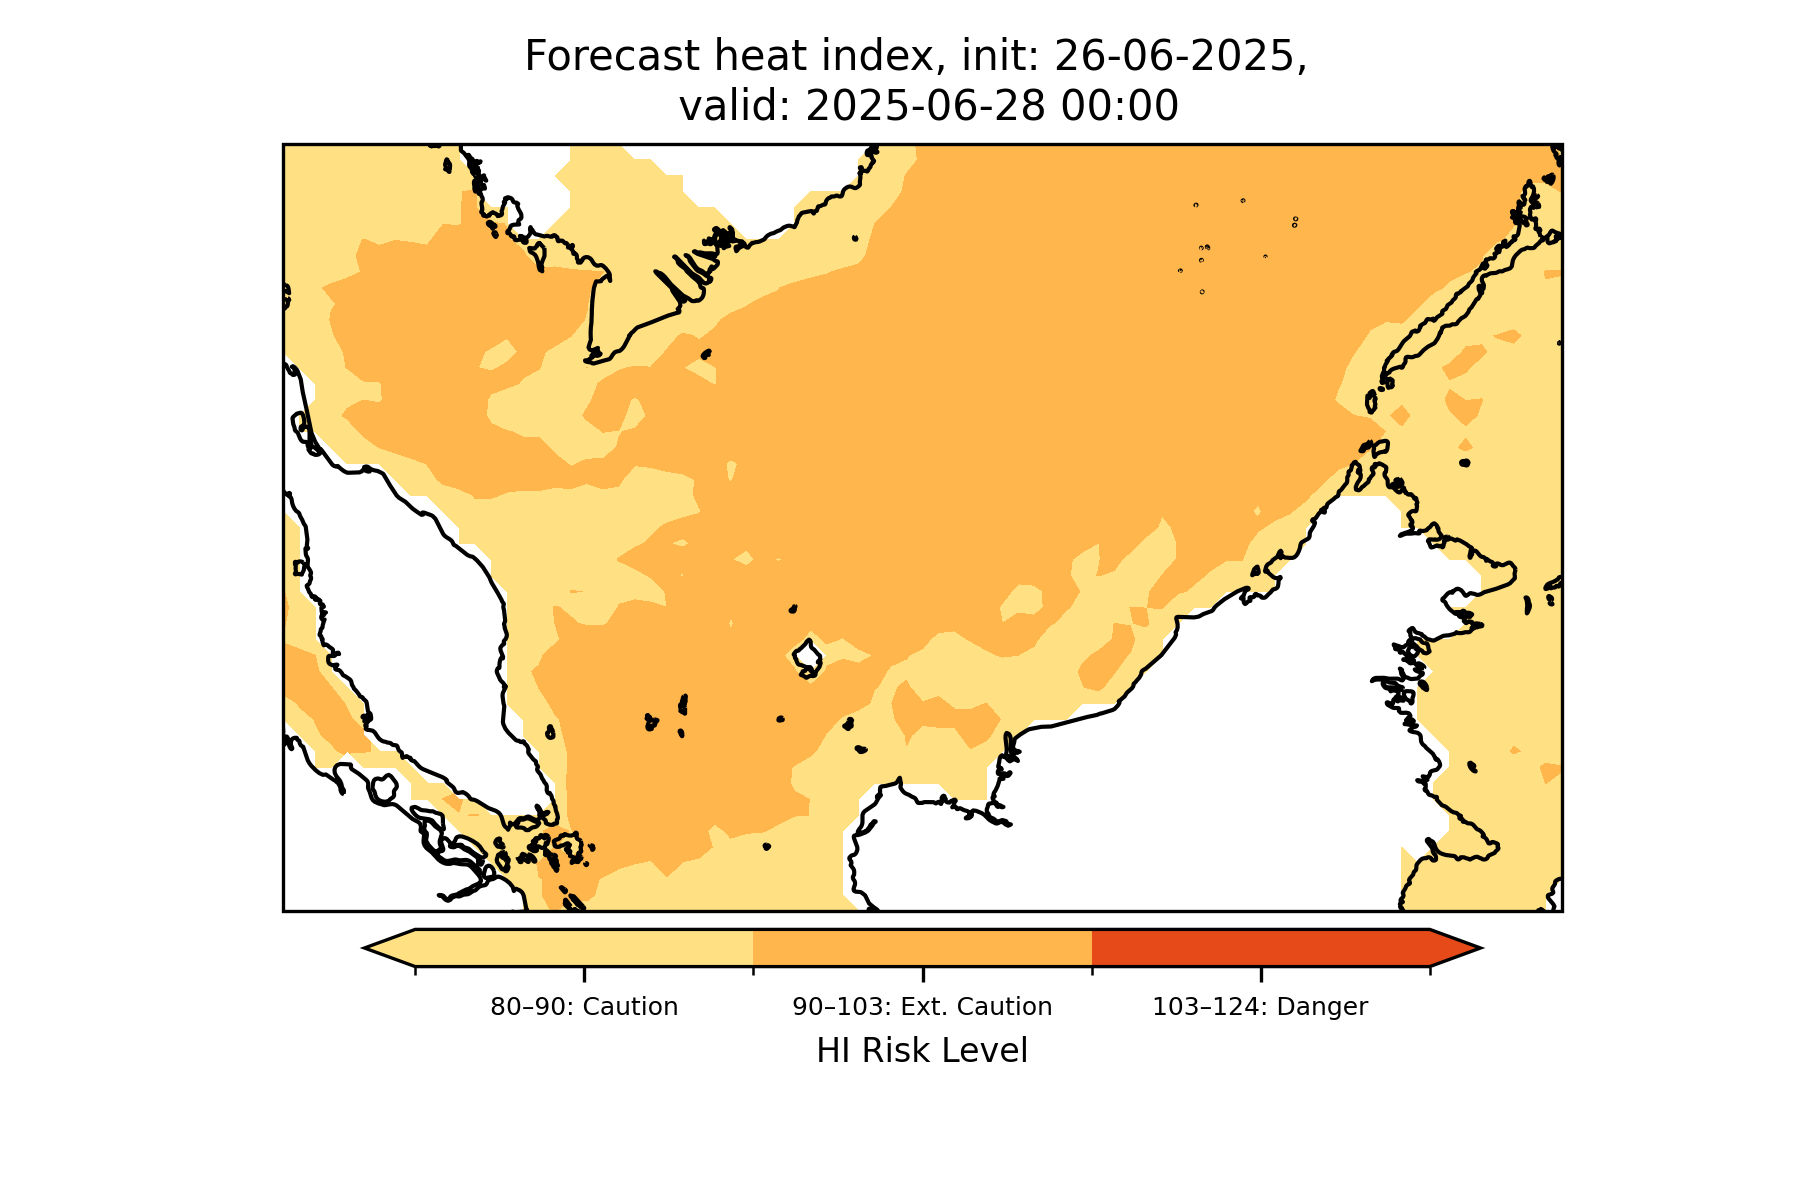 Forecast heat index, init: 26-06-2025,
valid: 2025-06-28 00:00
80–90: Caution
90–103: Ext. Caution
103–124: Danger
HI Risk Level